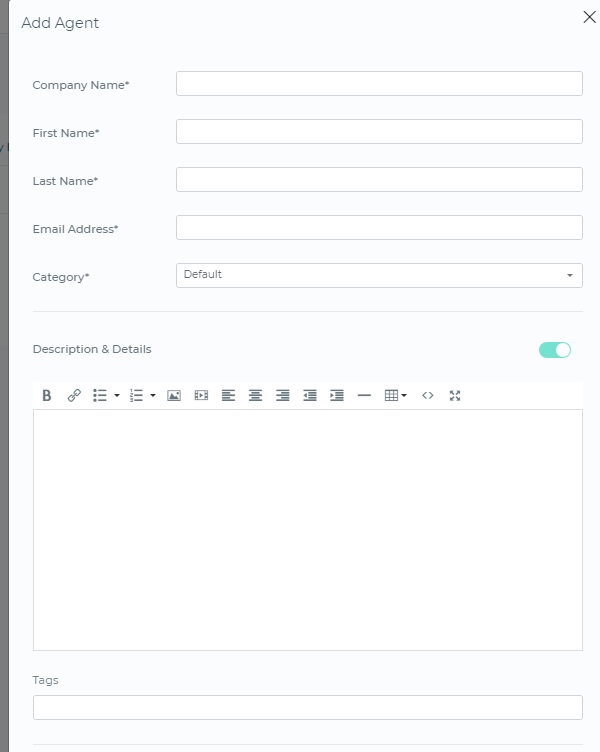 Add Agent
Company Name*
First Name*
Last Name*
Email Address*
Category*
Default
Description & Details
B
Tags